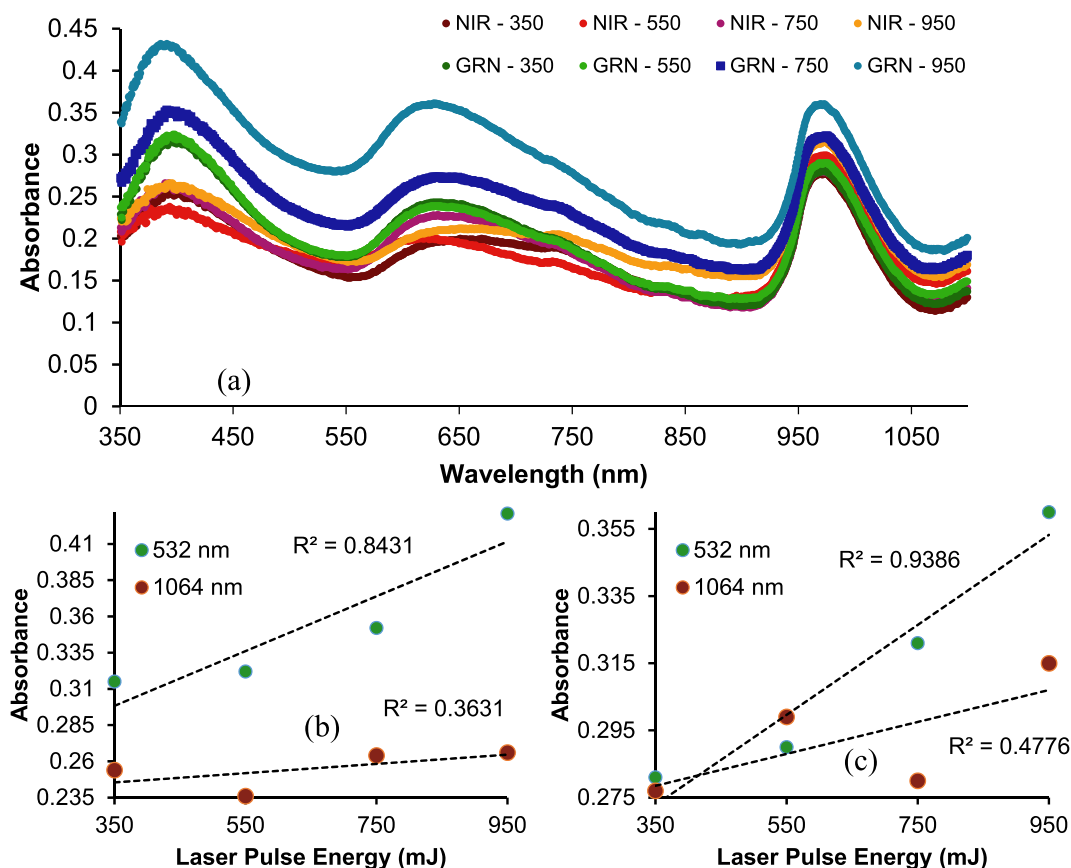 NIR - 350 NIR - 550 NIR - 750 NIR - 950
GRN - 350 GRN - 550 GRN - 750 GRN - 950
0.45
0.4
0.35
0.3
0.25
0.2
0.15
0.1
0.05
0
Absorbance
(a)
350 450 550 650 750 850 950 1050
Wavelength (nm)
0.41
0.385
0.36
0.335
0.31
0.285
0.26
0.235
Absorbance
532 nm
1064 nm
R² = 0.8431
R² = 0.3631
(b)
350 550 750 950
Laser Pulse Energy (mJ)
0.355
0.335
0.315
0.295
0.275
Absorbance
532 nm
1064 nm
R² = 0.9386
R² = 0.4776
(c)
350 550 750 950
Laser Pulse Energy (mJ)